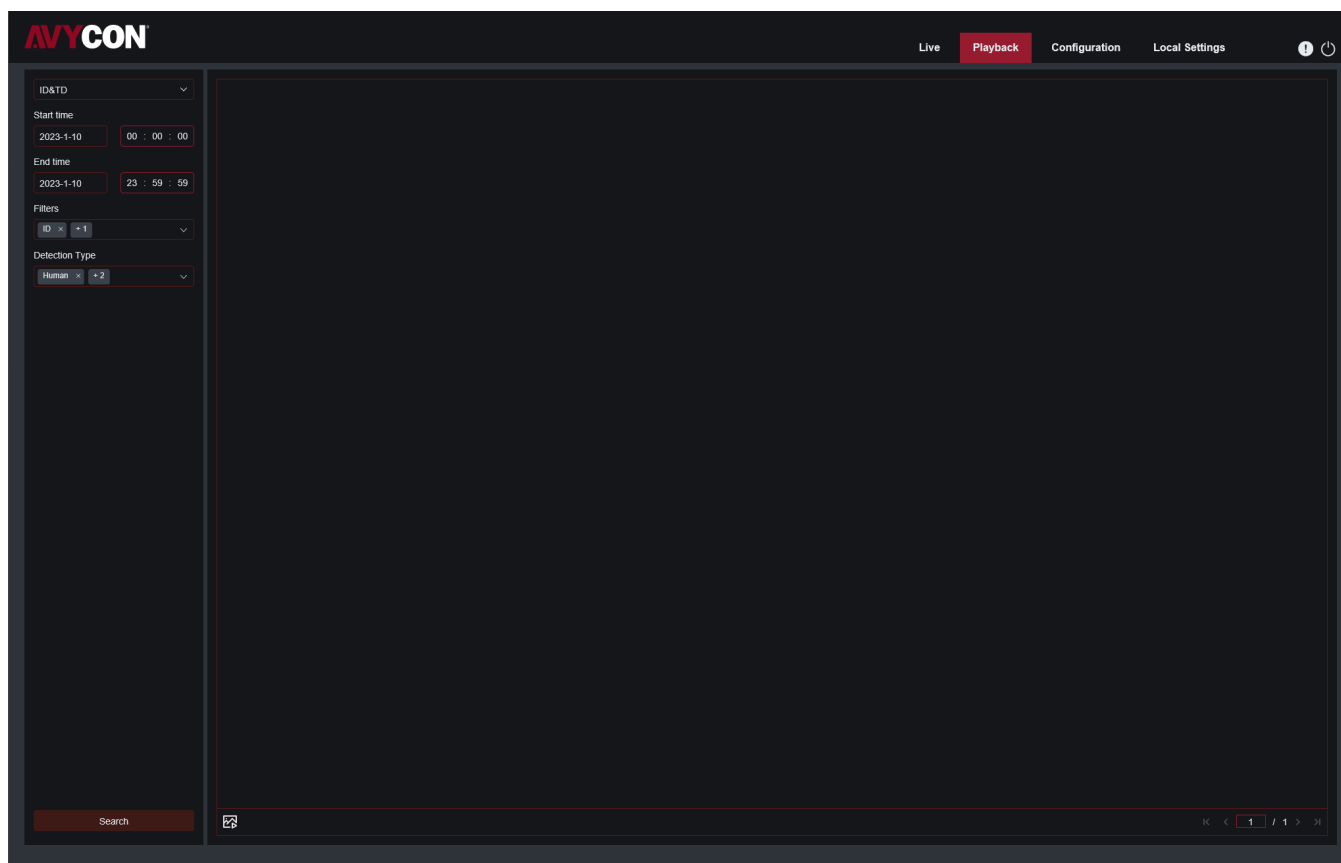 AVYCON
Live Playback Configuration Local Settings
ID&TD
Start time
2023-1-10 00 : 00 : 00
End time
2023-1-10 23 : 59 : 59
Filters
ID × + 1
Detection Type
Human × + 2
Search
1 / 1